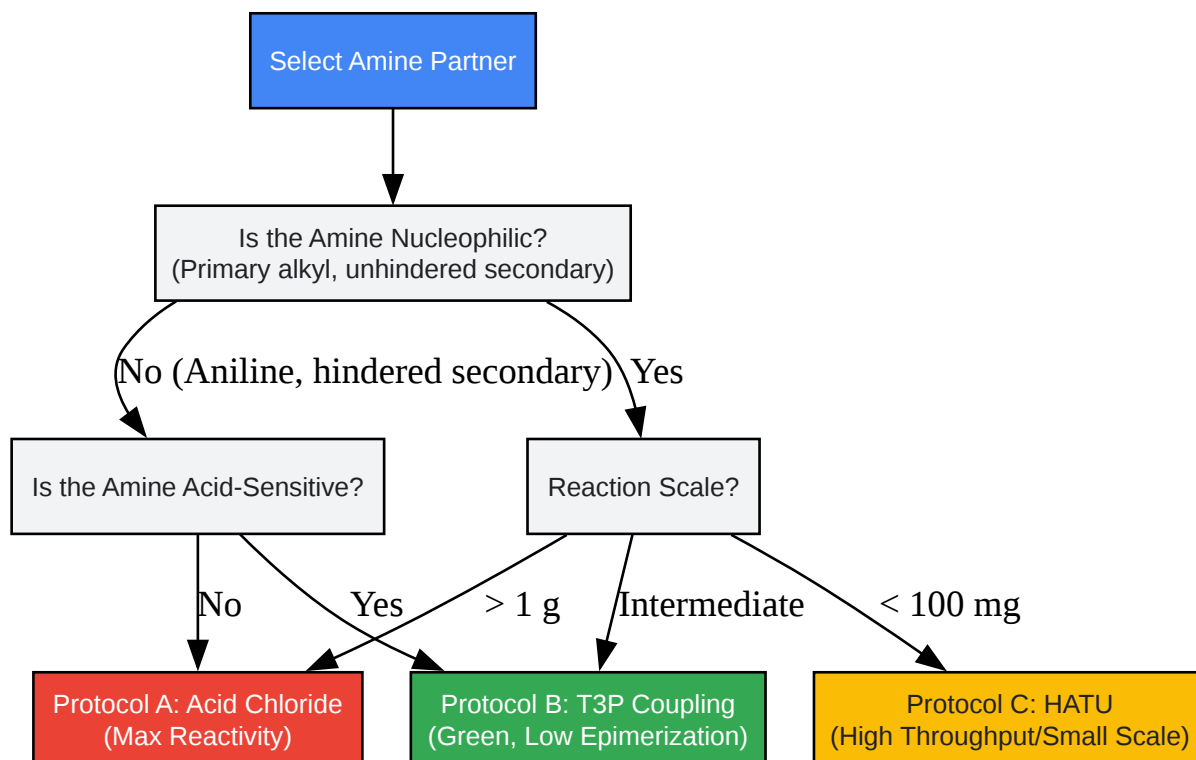 Select Amine Partner
Is the Amine Nucleophilic?
(Primary alkyl, unhindered secondary)
No (Aniline, hindered secondary)
Yes
Is the Amine Acid-Sensitive?
Reaction Scale?
No
Yes
> 1 g
Intermediate
< 100 mg
Protocol A: Acid Chloride
(Max Reactivity)
Protocol B: T3P Coupling
(Green, Low Epimerization)
Protocol C: HATU
(High Throughput/Small Scale)